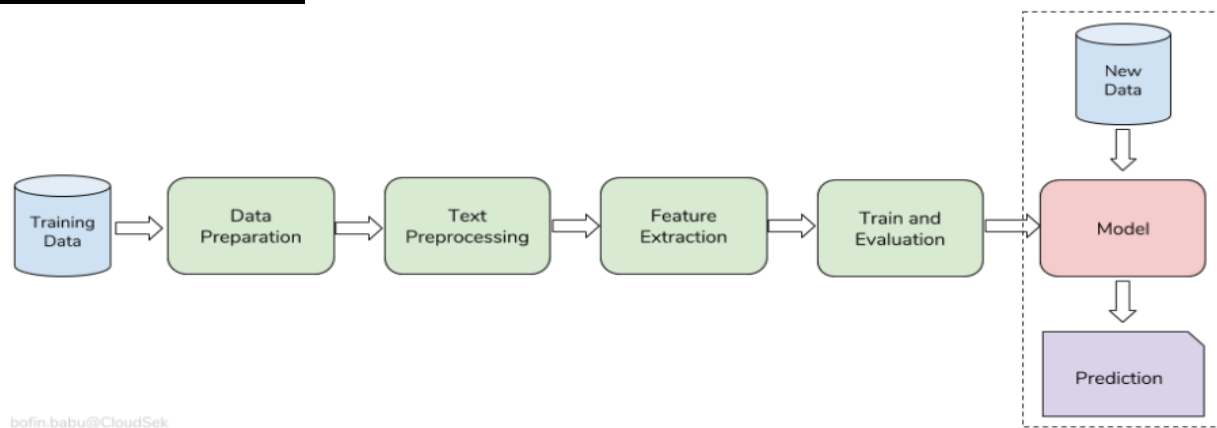 New
Data
Training
Data
Data
Preparation
Text
Preprocessing
Feature
Extraction
Train and
Evaluation
Model
Prediction
bofin.babu@CloudSek